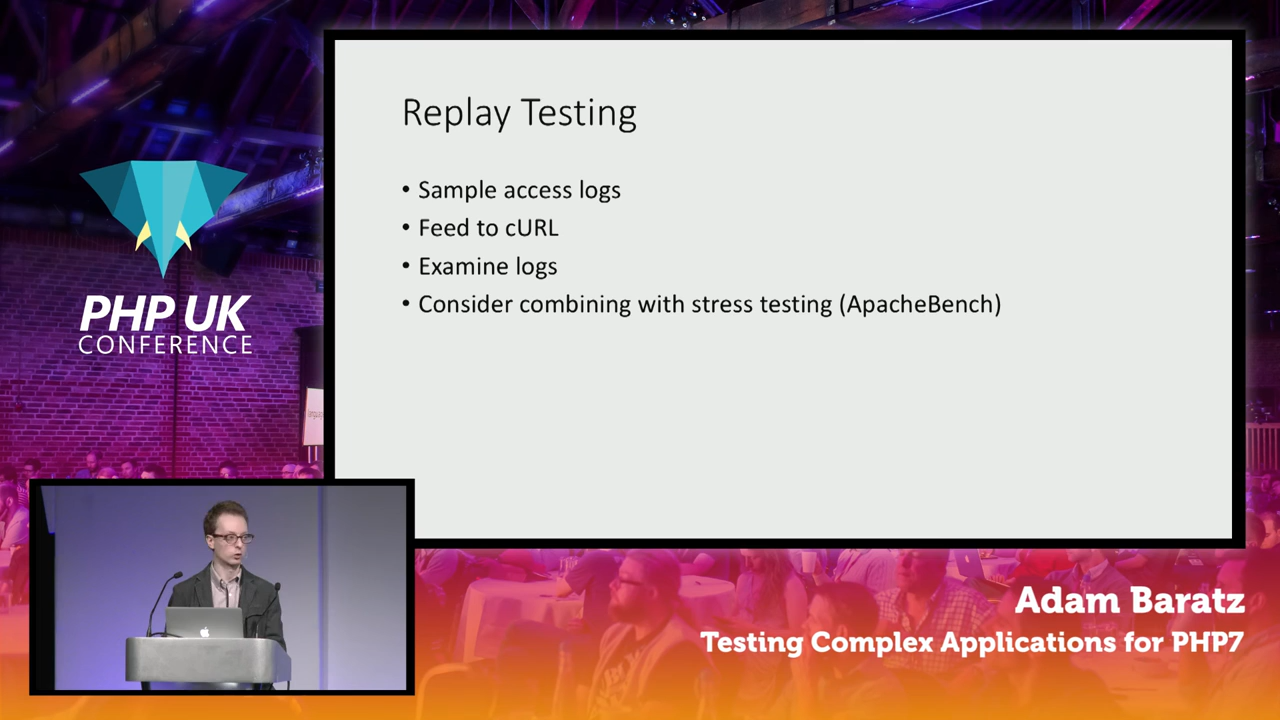 Replay Testing
• Sample access logs
• Feed to cURL
• Examine logs
• Consider combining with stress testing (ApacheBench)
PHP UK
CONFERENCE
Adam Baratz
Testing Complex Applications for PHP7